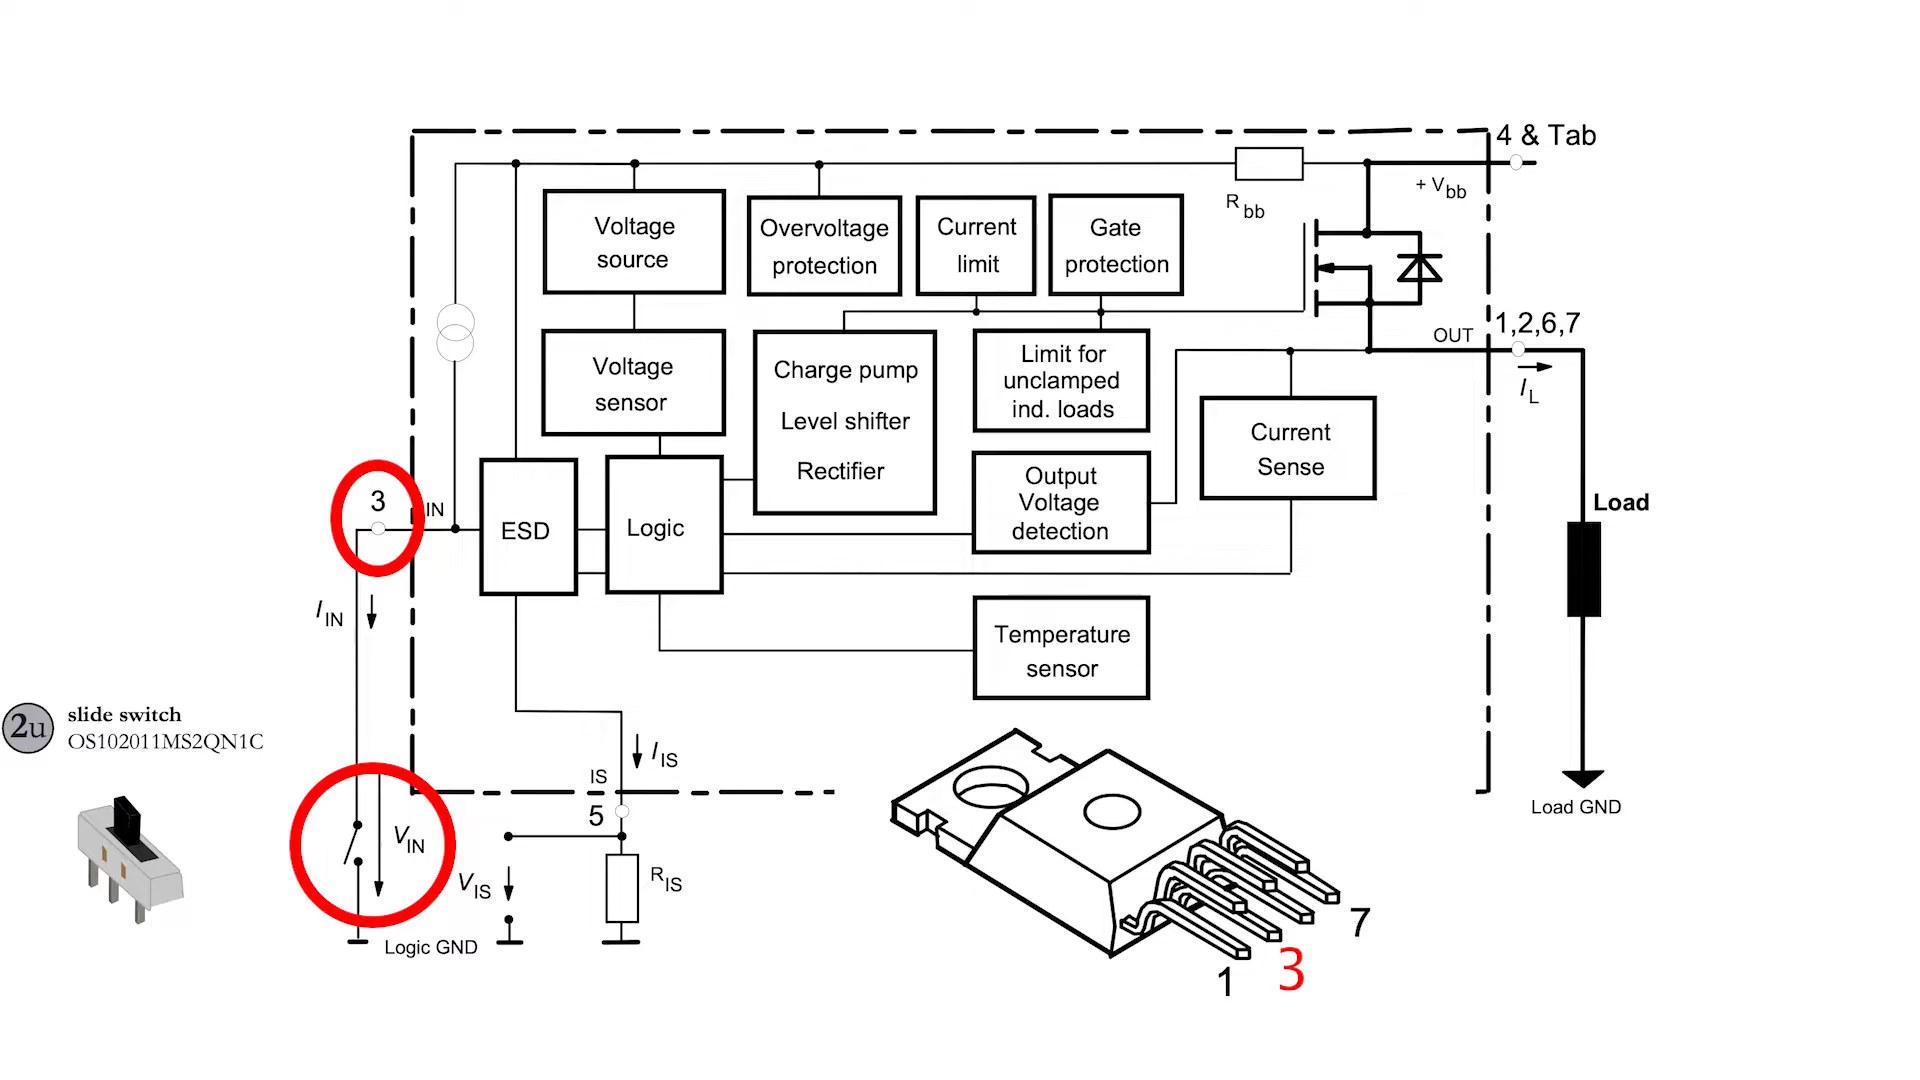 4 & Tab
+ Vbb
Rbb
Voltage
source
Overvoltage
protection
Current
limit
Gate
protection
1,2,6,7
OUT
IL
Voltage
sensor
Charge pump
Level shifter
Rectifier
Limit for
unclamped
ind. loads
Current
Sense
Output
Voltage
detection
Load
3
IN
ESD
Logic
IIN
Temperature
sensor
2u
slide switch
OS102011MS2QN1C
IIS
IS
5
Load GND
VIN
VIS
RIS
Logic GND
7
3
1